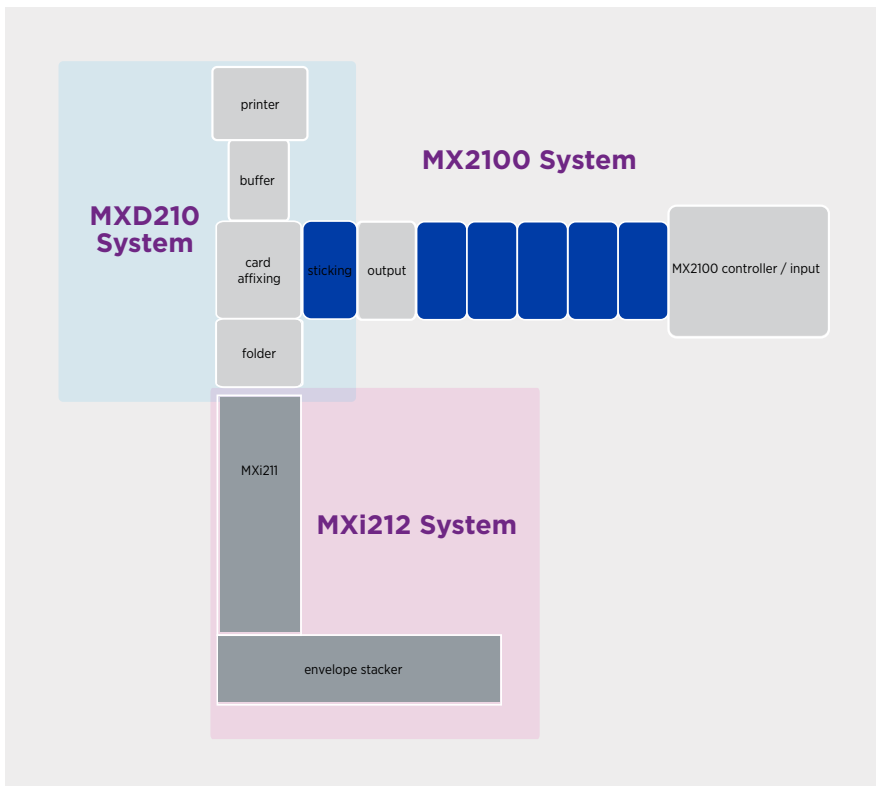 printer
MX2100 System
buffer
MXD210
System
card
affixing
sticking
output
MX2100 controller / input
folder
MXi211
MXi212 System
envelope stacker